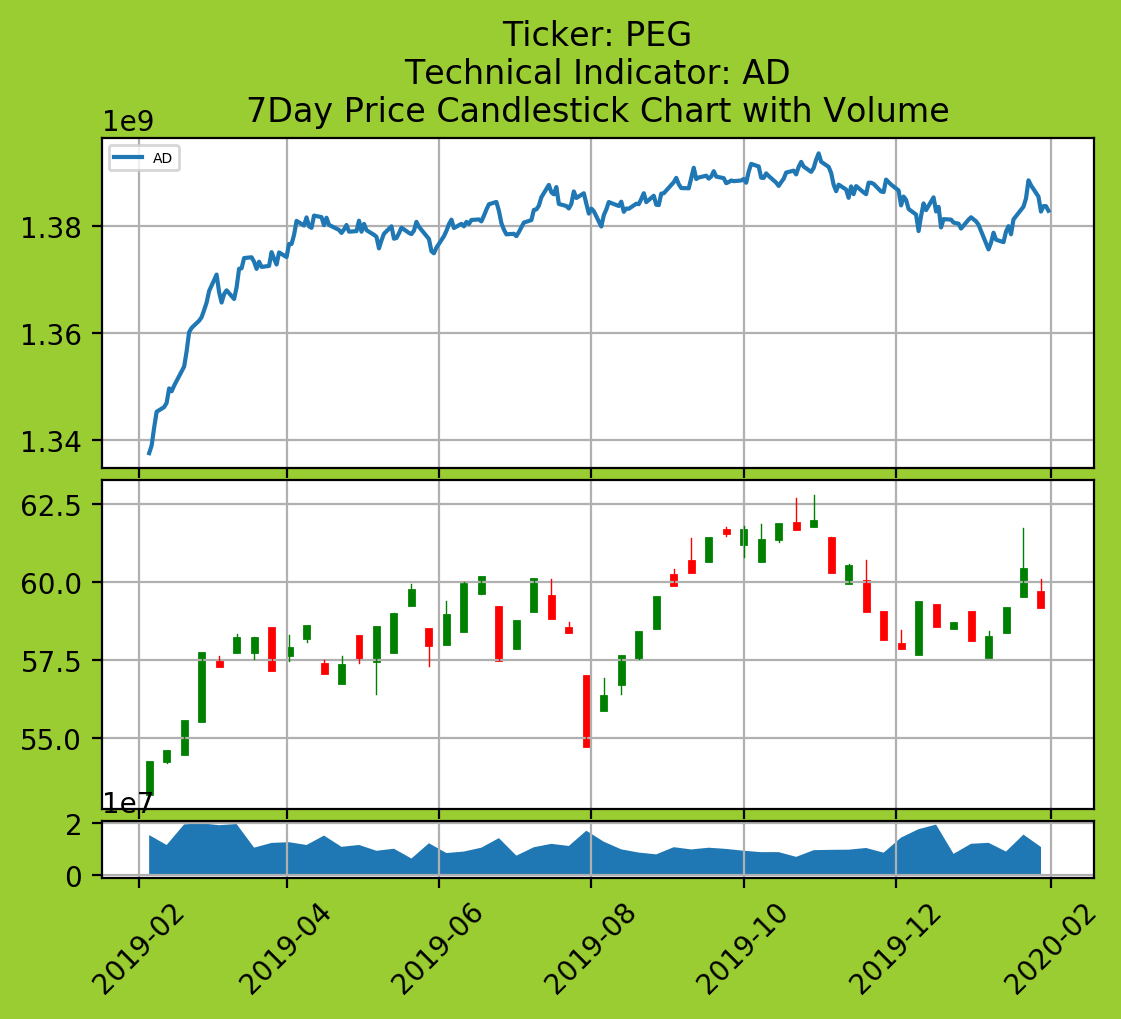 Ticker: PEG
Technical Indicator: AD
7Day Price Candlestick Chart with Volume
1e9
AD
1.38
1.36
1.34
62.5
60.0
57.5
55.0
1e7
2
0
2019-02
2019-04
2019-06
2019-08
2019-10
2019-12
2020-02